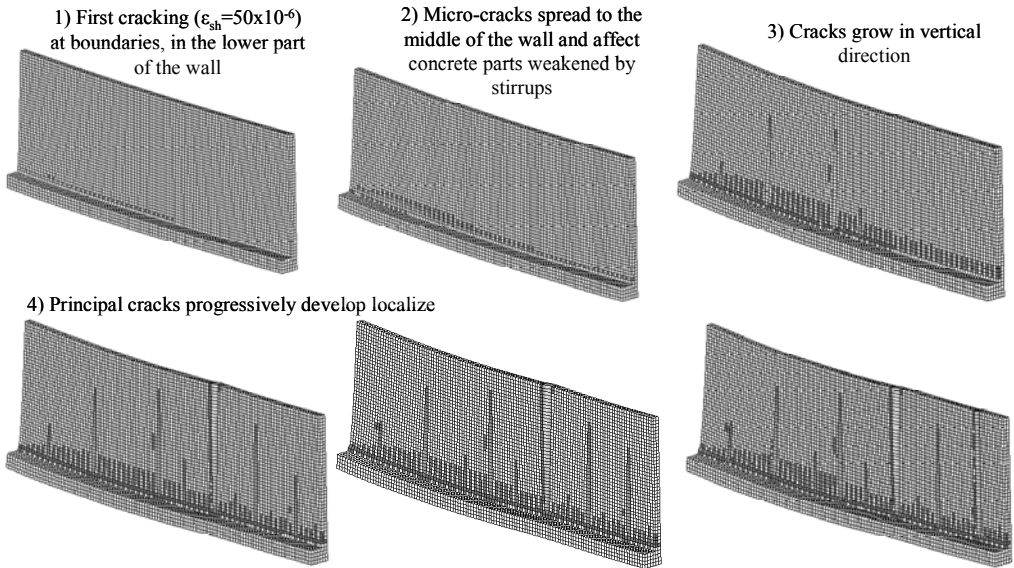 1) First cracking (εsh=50x10-6)
at boundaries, in the lower part
of the wall
2) Micro-cracks spread to the
middle of the wall and affect
concrete parts weakened by
stirrups
3) Cracks grow in vertical
direction
4) Principal cracks progressively develop localize